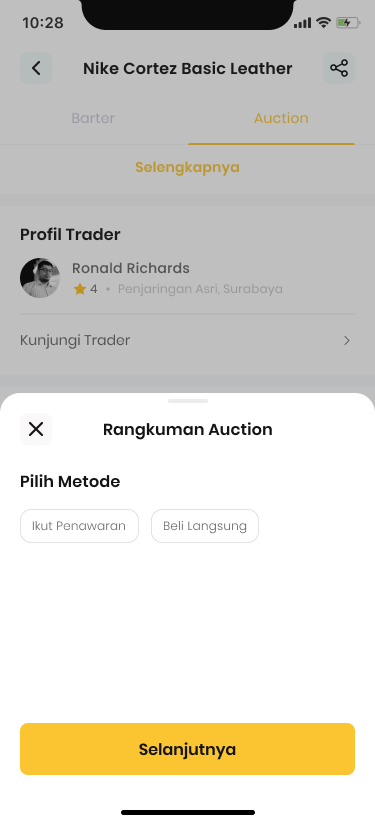 10:28
Nike Cortez Basic Leather
Barter
Auction
Selengkapnya
Profil Trader
Ronald Richards
4 • Penjaringan Asri, Surabaya
Kunjungi Trader
Rangkuman Auction
Pilih Metode
Ikut Penawaran
Beli Langsung
Selanjutnya